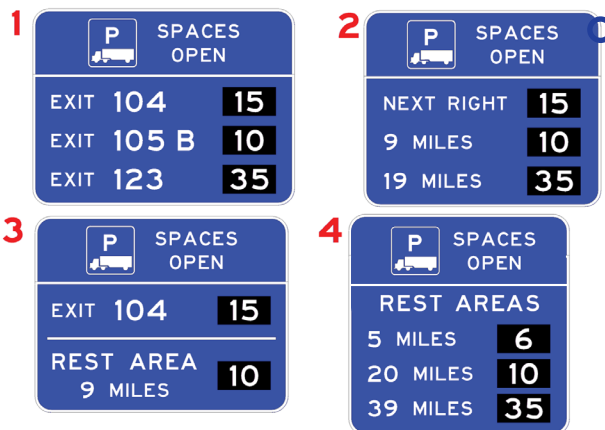 1
P SPACES
OPEN
EXIT 104 15
EXIT 105 B 10
EXIT 123 35
2
P SPACES
OPEN
NEXT RIGHT 15
9 MILES 10
19 MILES 35
3
P SPACES
OPEN
EXIT 104 15
REST AREA
9 MILES 10
4
P SPACES
OPEN
REST AREAS
5 MILES 6
20 MILES 10
39 MILES 35